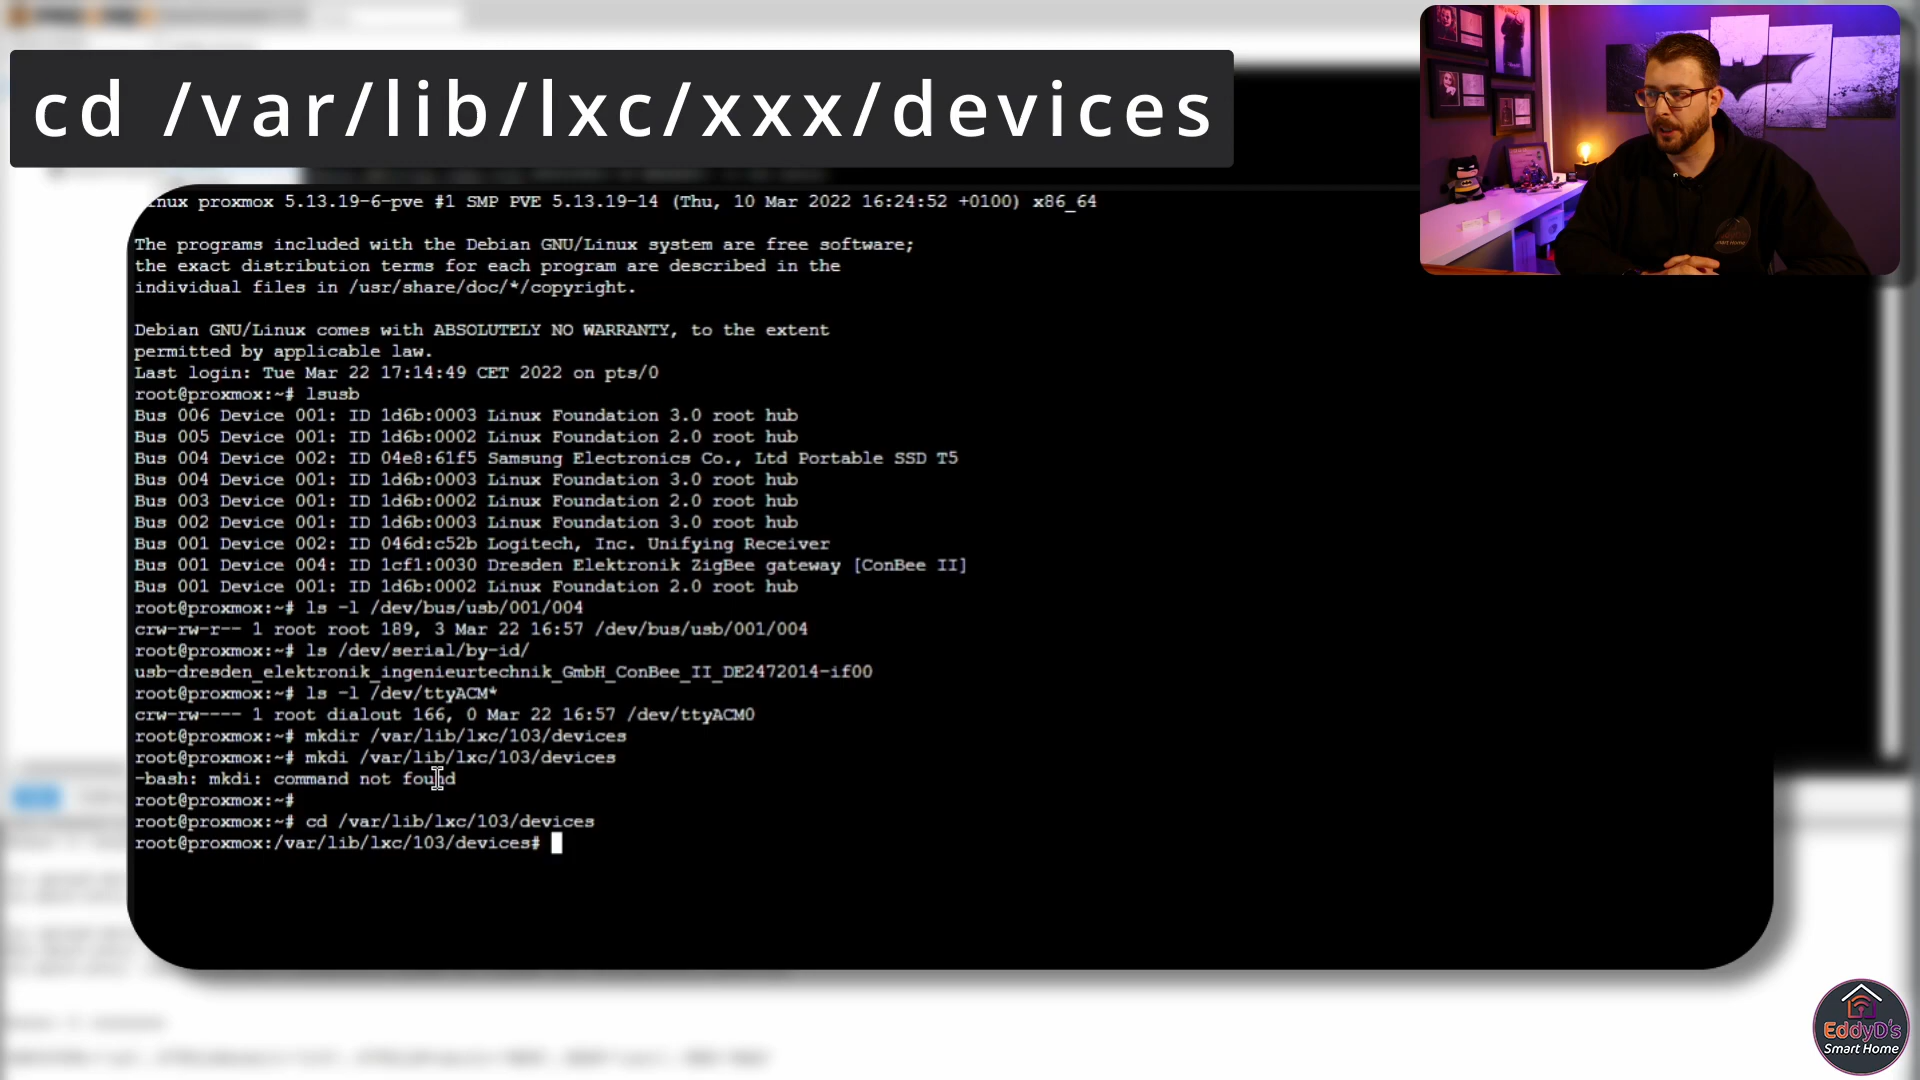 cd /var/lib/lxc/xxx/devices
inux proxmox 5.13.19-6-pve #1 SMP PVE 5.13.19-14 (Thu, 10 Mar 2022 16:24:52 +0100) x86_64
The programs included with the Debian GNU/Linux system are free software;
the exact distribution terms for each program are described in the
individual files in /usr/share/doc/*/copyright.
Debian GNU/Linux comes with ABSOLUTELY NO WARRANTY, to the extent
permitted by applicable law.
Last login: Tue Mar 22 17:14:49 CET 2022 on pts/0
root@proxmox:~# lsusb
Bus 006 Device 001: ID 1d6b:0003 Linux Foundation 3.0 root hub
Bus 005 Device 001: ID 1d6b:0002 Linux Foundation 2.0 root hub
Bus 004 Device 002: ID 04e8:61f5 Samsung Electronics Co., Ltd Portable SSD T5
Bus 004 Device 001: ID 1d6b:0003 Linux Foundation 3.0 root hub
Bus 003 Device 001: ID 1d6b:0002 Linux Foundation 2.0 root hub
Bus 002 Device 001: ID 1d6b:0003 Linux Foundation 3.0 root hub
Bus 001 Device 002: ID 046d:c52b Logitech, Inc. Unifying Receiver
Bus 001 Device 004: ID 1cf1:0030 Dresden Elektronik ZigBee gateway [ConBee II]
Bus 001 Device 001: ID 1d6b:0002 Linux Foundation 2.0 root hub
root@proxmox:~# ls -l /dev/bus/usb/001/004
crw-rw-r-- 1 root root 189, 3 Mar 22 16:57 /dev/bus/usb/001/004
root@proxmox:~# ls /dev/serial/by-id/
usb-dresden_elektronik_ingenieurtechnik_GmbH_ConBee_II_DE2472014-if00
root@proxmox:~# ls -l /dev/ttyACM*
crw-rw---- 1 root dialout 166, 0 Mar 22 16:57 /dev/ttyACM0
root@proxmox:~# mkdir /var/lib/lxc/103/devices
root@proxmox:~# mkdi /var/lib/lxc/103/devices
-bash: mkdi: command not found
root@proxmox:~#
root@proxmox:~# cd /var/lib/lxc/103/devices
root@proxmox:/var/lib/lxc/103/devices#
EddyD's
Smart Home